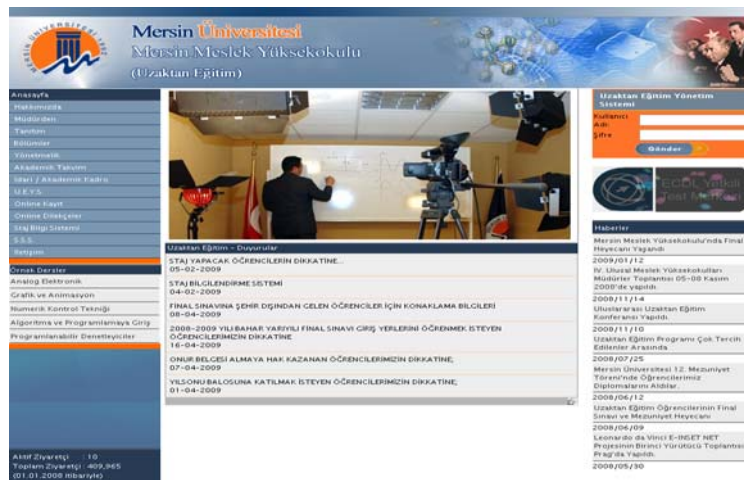 Mersin Üniversitesi
Mersin Meslek Yüksekokulu
(Uzaktan Eğitim)
Anasayfa
Hakkımızda
Müdürden
Tanıtım
Bölümler
Yönetmelik
Akademik Takvim
İdari / Akademik Kadro
U.E.Y.S.
Online Kayıt
Online Dilekçeler
Staj Bilgi Sistemi
S.S.S.
İletişim
Örnek Dersler
Analog Elektronik
Grafik ve Animasyon
Numerik Kontrol Tekniği
Algoritma ve Programlamaya Giriş
Programlanabilir Denetleyiciler
Aktif Ziyaretçi : 10
Toplam Ziyaretçi : 409,965
(01.01.2008 itibariyle)
Uzaktan Eğitim - Duyurular
STAJ YAPACAK ÖĞRENCİLERİN DİKKATİNE...
05-02-2009
STAJ BİLGİLENDİRME SİSTEMİ
04-02-2009
FİNAL SINAVINA ŞEHİR DIŞINDAN GELEN ÖĞRENCİLER İÇİN KONAKLAMA BİLGİLERİ
08-04-2009
2008-2009 YILI BAHAR YARIYILI FİNAL SINAVI GİRİŞ YERLERİNİ ÖĞRENMEK İSTEYEN
ÖĞRENCİLERİMİZİN DİKKATİNE
16-04-2009
ONUR BELGESİ ALMAYA HAK KAZANAN ÖĞRENCİLERİMİZİN DİKKATİNE;
07-04-2009
YILSONU BALOSUNA KATILMAK İSTEYEN ÖĞRENCİLERİMİZİN DİKKATİNE;
01-04-2009
Uzaktan Eğitim Yönetim
Sistemi
Kullanıcı
Adı:
Şifre
Gönder
ECDL Yetkili
Test Merkezi
Haberler
Mersin Meslek Yüksekokulu'nda Final
Heyecanı Yaşandı
2009/01/12
IV. Ulusal Meslek Yüksekokulları
Müdürler Toplantısı 05-08 Kasım
2008'de yapıldı.
2008/11/14
Uluslararası Uzaktan Eğitim
Konferansı Yapıldı.
2008/11/10
Uzaktan Eğitim Programı Çok Tercih
Edilenler Arasında
2008/07/25
Mersin Üniversitesi 12. Mezuniyet
Töreni'nde Öğrencilerimiz
Diplomalarını Aldılar.
2008/06/12
Uzaktan Eğitim Öğrencilerinin Final
Sınavı ve Mezuniyet Heyecanı
2008/06/09
Leonardo da Vinci E-INSET NET
Projesinin Birinci Yürütücü Toplantısı
Prag'da Yapıldı.
2008/05/30